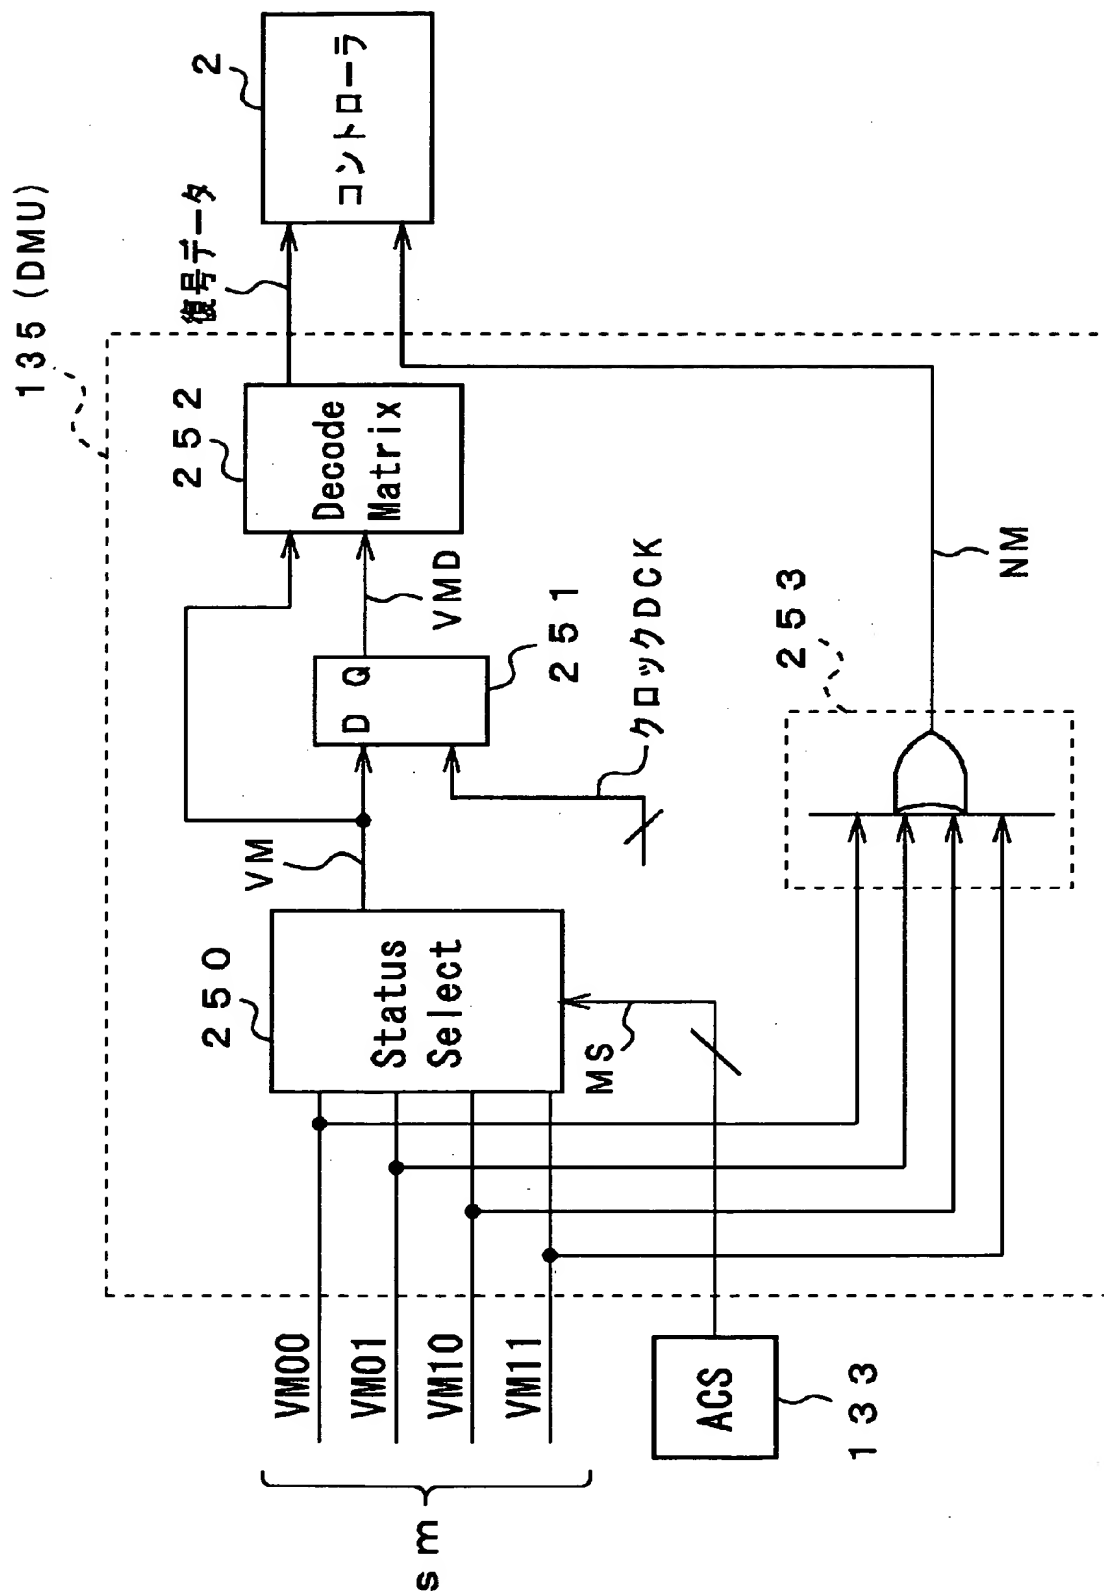 135(DMU)
2
コントローラ
復号データ
252
Decode
Matrix
VMD
D Q
251
クロックDCK
VM
250
Status
Select
MS
NM
253
VM00
VM01
VM10
VM11
sm
ACS
133